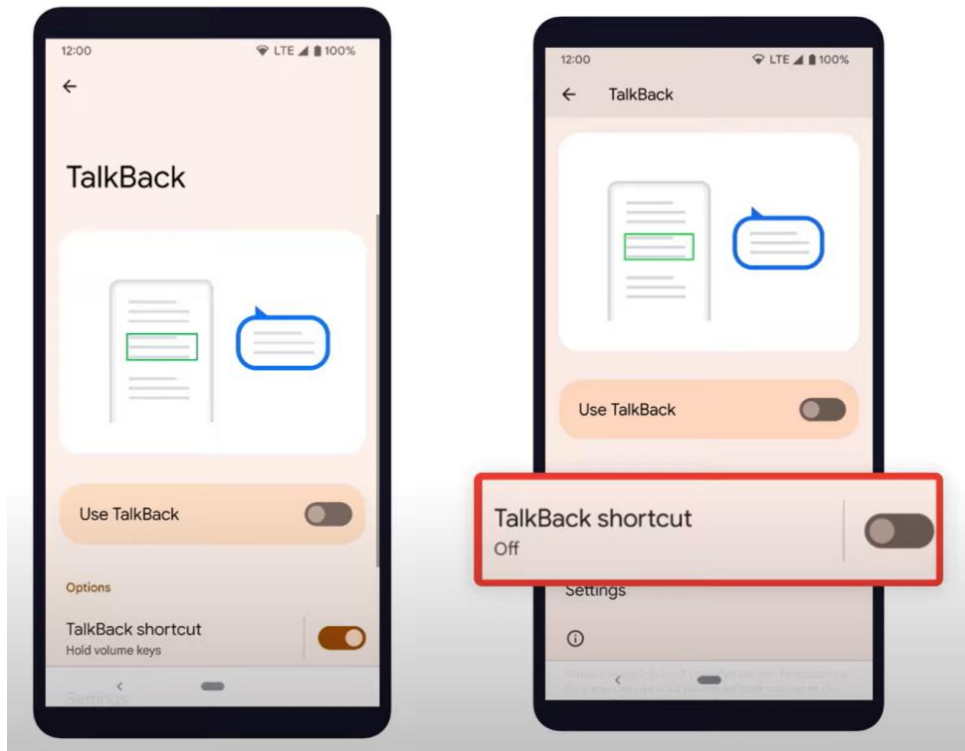 12:00 LTE 100%
TalkBack
Use TalkBack
Options
TalkBack shortcut
Hold volume keys
Settings
12:00 LTE 100%
TalkBack
Use TalkBack
TalkBack shortcut
Off
Settings